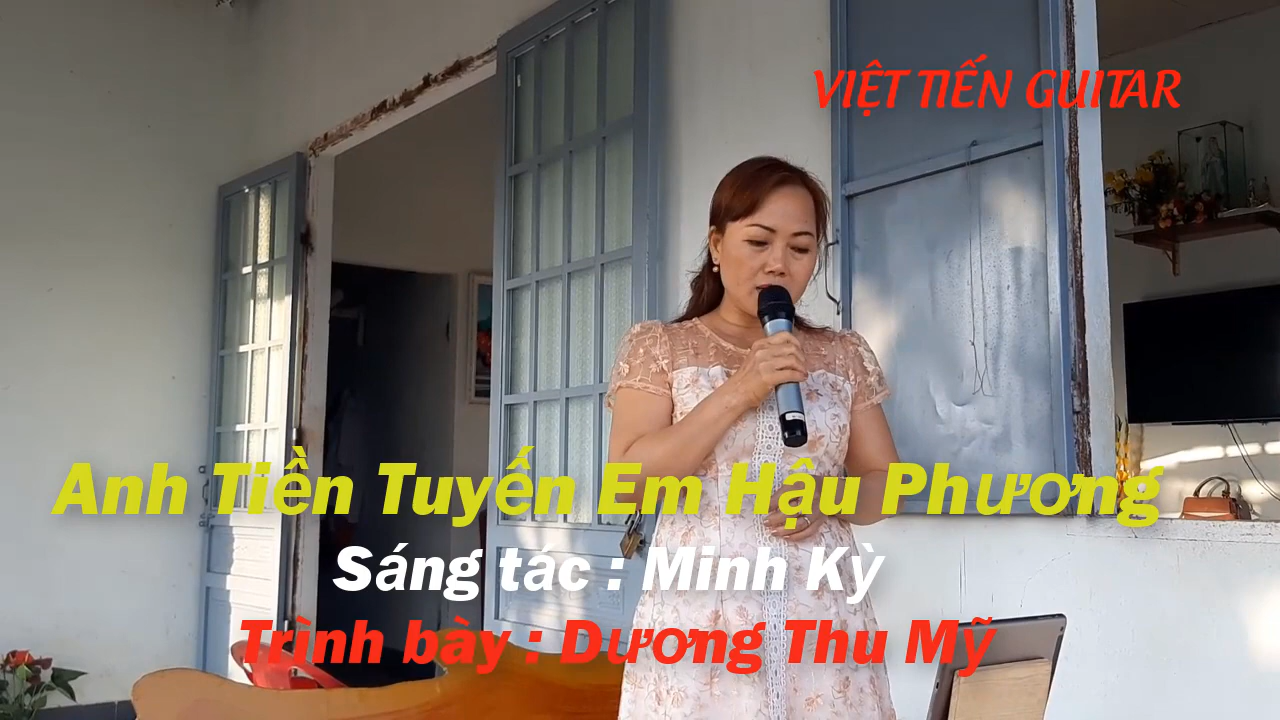 VIỆT TIẾN GUITAR
Anh Tiền Tuyến Em Hậu Phương
Sáng tác : Minh Kỳ
Trình bày : Dương Thu Mỹ